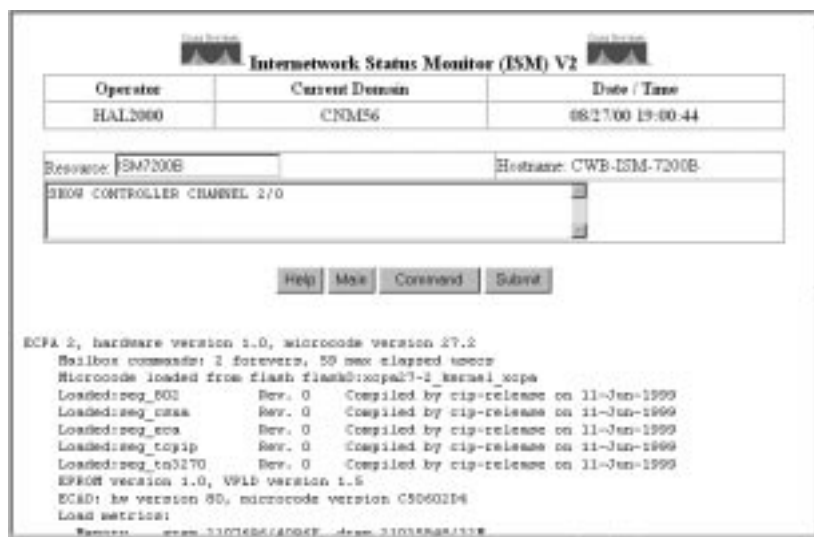 Internetwork Status Monitor (ISM) V2
Operator Current Domain Date / Time
HAL2000 CNM56 08/27/00 19:00:44
Resource: ISM7200B Hostname: CWB-ISM-7200B
SHOW CONTROLLER CHANNEL 2/0
Help Main Command Submit
ECPA 2, hardware version 1.0, microcode version 27.2
Mailbox commands: 2 forevers, 59 max elapsed usecs
Microcode loaded from flash flash0:xcpa27-2_kernel_xcpa
Loaded:seg_802 Rev. 0 Compiled by cip-release on 11-Jun-1999
Loaded:seg_csna Rev. 0 Compiled by cip-release on 11-Jun-1999
Loaded:seg_eca Rev. 0 Compiled by cip-release on 11-Jun-1999
Loaded:seg_tcpip Rev. 0 Compiled by cip-release on 11-Jun-1999
Loaded:seg_tn3270 Rev. 0 Compiled by cip-release on 11-Jun-1999
EPROM version 1.0, VPLD version 1.5
ECAD: hw version 80, microcode version C50602D6
Load metrics:
Memory